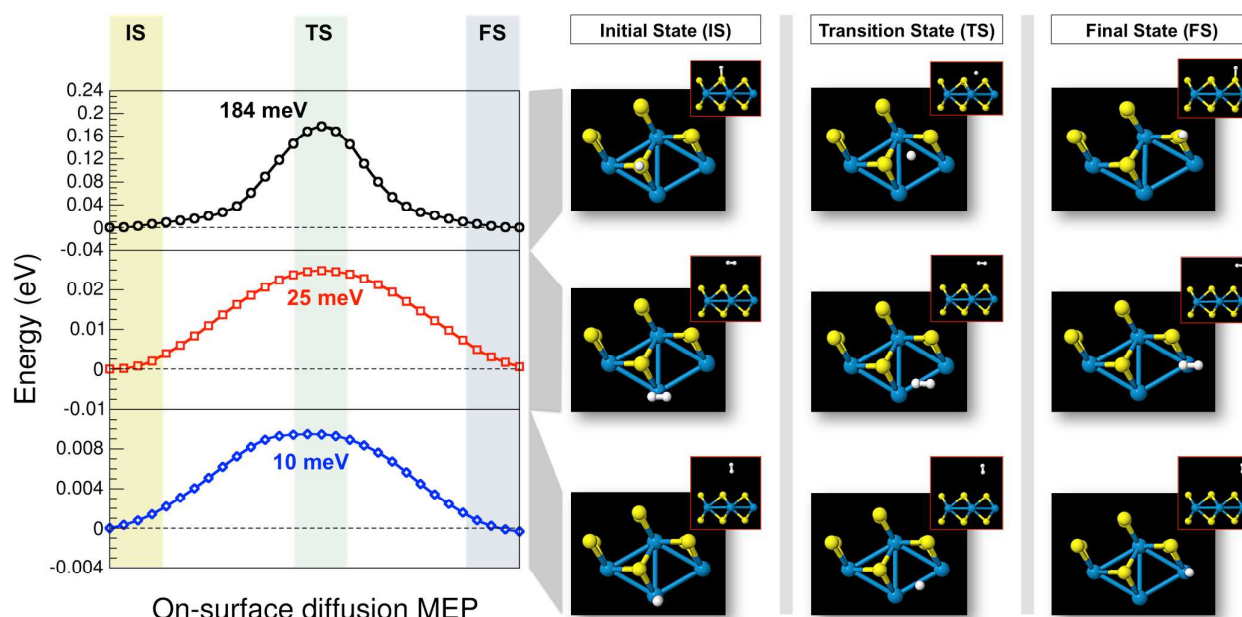 IS TS FS
Initial State (IS) Transition State (TS) Final State (FS)
0.24
0.2
0.16
0.12
0.08
0.04
0
-0.04
184 meV
0.02
0.01
0
-0.01
25 meV
0.008
0.004
0
-0.004
10 meV
Energy (eV)
On-surface diffusion MEP